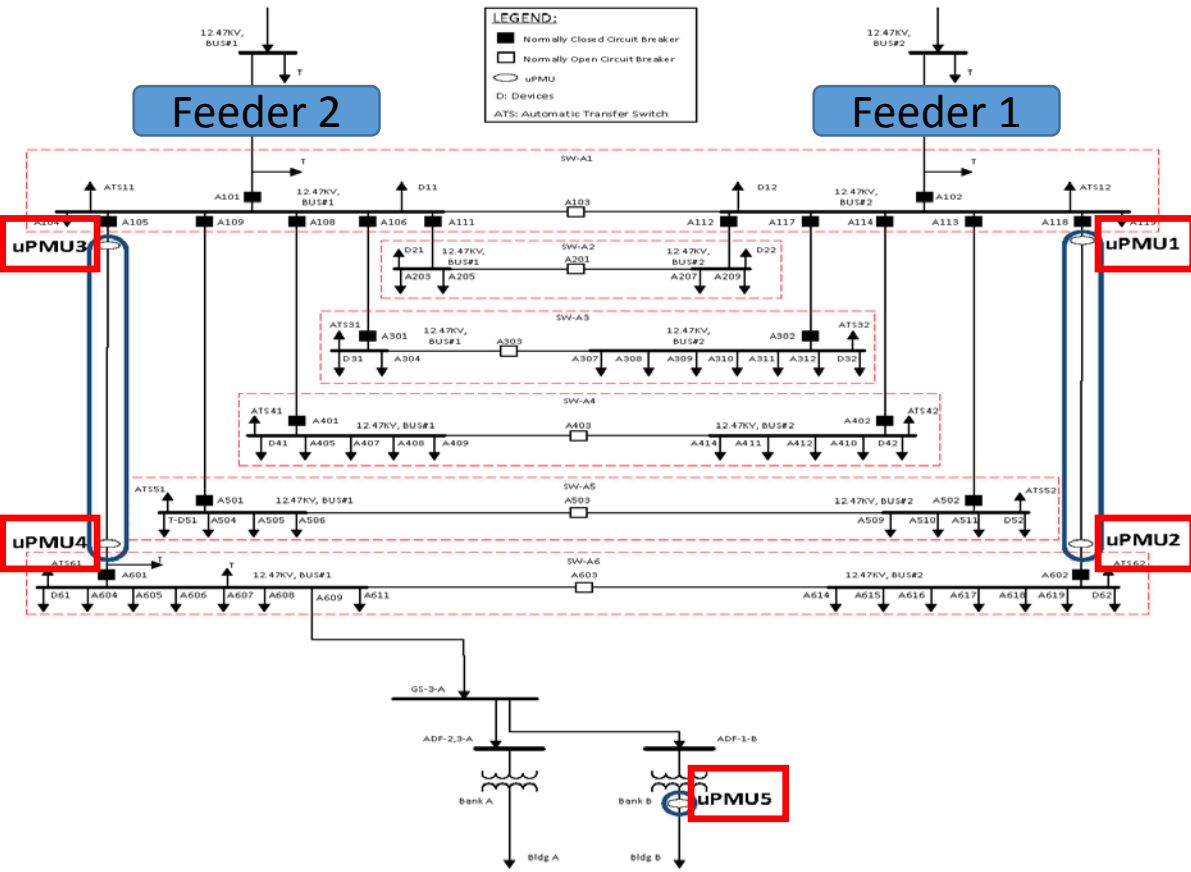 LEGEND:
Normally Closed Circuit Breaker
Normally Open Circuit Breaker
uPMU
D: Devices
ATS: Automatic Transfer Switch
12.47KV,
BUS#1
T
12.47KV,
BUS#2
T
Feeder 2
Feeder 1
SW-A1
T
T
ATS11
A101
12.47KV,
BUS#1
D11
D12
12.47KV,
BUS#2
A102
ATS12
A103
A104
A105
A109
A108
A106
A111
A112
A117
A114
A113
A118
A119
uPMU3
uPMU1
SW-A2
D21
12.47KV,
BUS#1
A201
12.47KV,
BUS#2
D22
A203
A205
A207
A209
SW-A3
ATS31
A301
12.47KV,
BUS#1
A303
12.47KV,
BUS#2
A302
ATS32
D31
A304
A307
A308
A309
A310
A311
A312
D32
SW-A4
ATS41
A401
12.47KV, BUS#1
A403
12.47KV, BUS#2
A402
ATS42
D41
A405
A407
A408
A409
A414
A411
A412
A410
D42
SW-A5
ATS51
A501
12.47KV, BUS#1
A503
12.47KV, BUS#2
A502
ATS52
T-D51
A504
A505
A506
A509
A510
A511
D52
uPMU4
uPMU2
SW-A6
ATS61
T
A601
T
12.47KV, BUS#1
A603
12.47KV, BUS#2
A602
ATS62
D61
A604
A605
A606
A607
A608
A609
A611
A614
A615
A616
A617
A618
A619
D62
GS-3-A
ADF-2,3-A
ADF-1-B
Bank A
Bank B
uPMU5
Bldg A
Bldg B